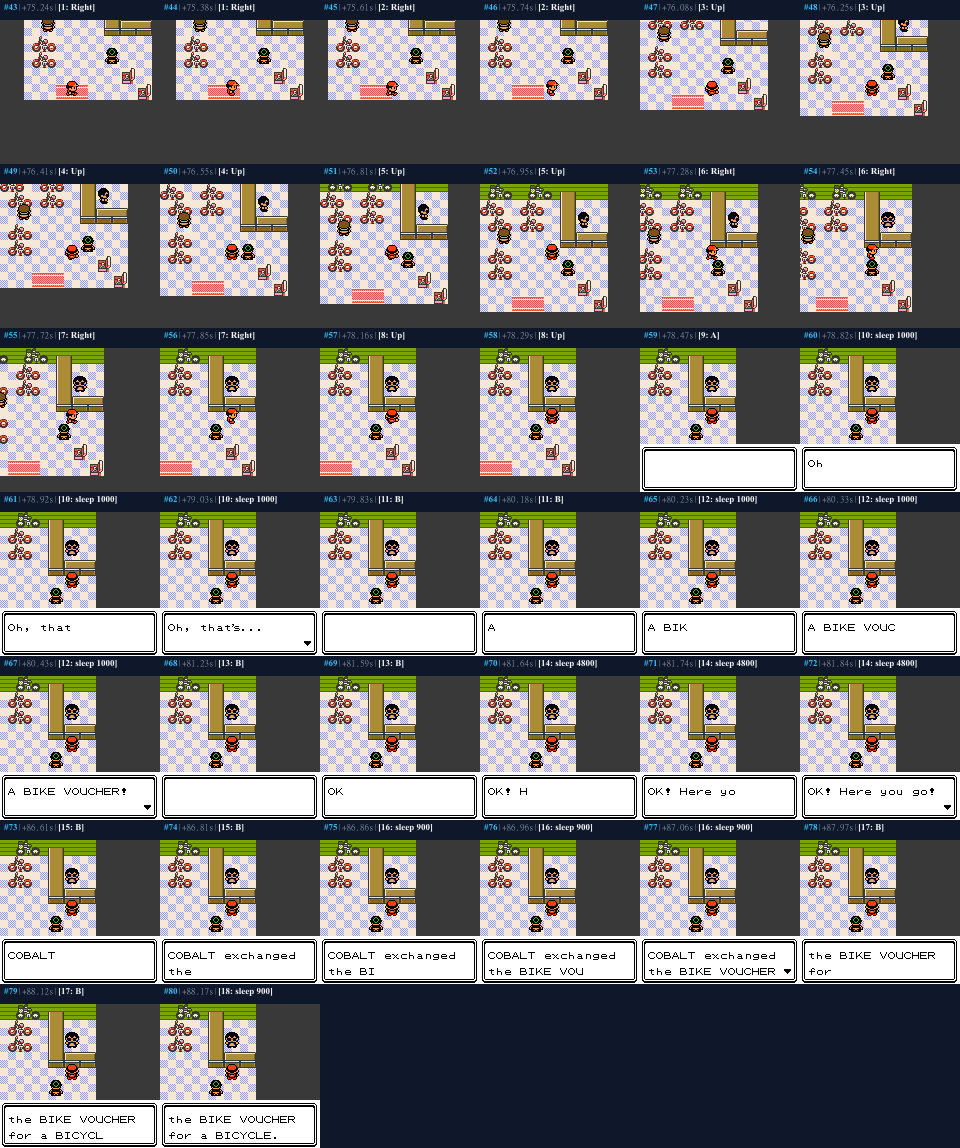 #43|+75.24s| [1: Right]
#44|+75.38s| [1: Right]
#45|+75.61s| [2: Right]
#46|+75.74s| [2: Right]
#47|+76.08s| [3: Up]
#48|+76.25s| [3: Up]
#49|+76.41s| [4: Up]
#50|+76.55s| [4: Up]
#51|+76.81s| [5: Up]
#52|+76.95s| [5: Up]
#53|+77.28s| [6: Right]
#54|+77.45s| [6: Right]
#55|+77.72s| [7: Right]
#56|+77.85s| [7: Right]
#57|+78.16s| [8: Up]
#58|+78.29s| [8: Up]
#59|+78.47s| [9: A]
#60|+78.82s| [10: sleep 1000]
Oh
#61|+78.92s| [10: sleep 1000]
#62|+79.03s| [10: sleep 1000]
#63|+79.83s| [11: B]
#64|+80.18s| [11: B]
#65|+80.23s| [12: sleep 1000]
#66|+80.33s| [12: sleep 1000]
Oh, that
Oh, that's...
A
A BIK
A BIKE VOUC
#67|+80.43s| [12: sleep 1000]
#68|+81.23s| [13: B]
#69|+81.59s| [13: B]
#70|+81.64s| [14: sleep 4800]
#71|+81.74s| [14: sleep 4800]
#72|+81.84s| [14: sleep 4800]
A BIKE VOUCHER!
OK
OK! H
OK! Here yo
OK! Here you go!
#73|+86.61s| [15: B]
#74|+86.81s| [15: B]
#75|+86.86s| [16: sleep 900]
#76|+86.96s| [16: sleep 900]
#77|+87.06s| [16: sleep 900]
#78|+87.97s| [17: B]
COBALT
COBALT exchanged
the
COBALT exchanged
the BI
COBALT exchanged
the BIKE VOU
COBALT exchanged
the BIKE VOUCHER
the BIKE VOUCHER
for
#79|+88.12s| [17: B]
#80|+88.17s| [18: sleep 900]
the BIKE VOUCHER
for a BICYCL
the BIKE VOUCHER
for a BICYCLE.